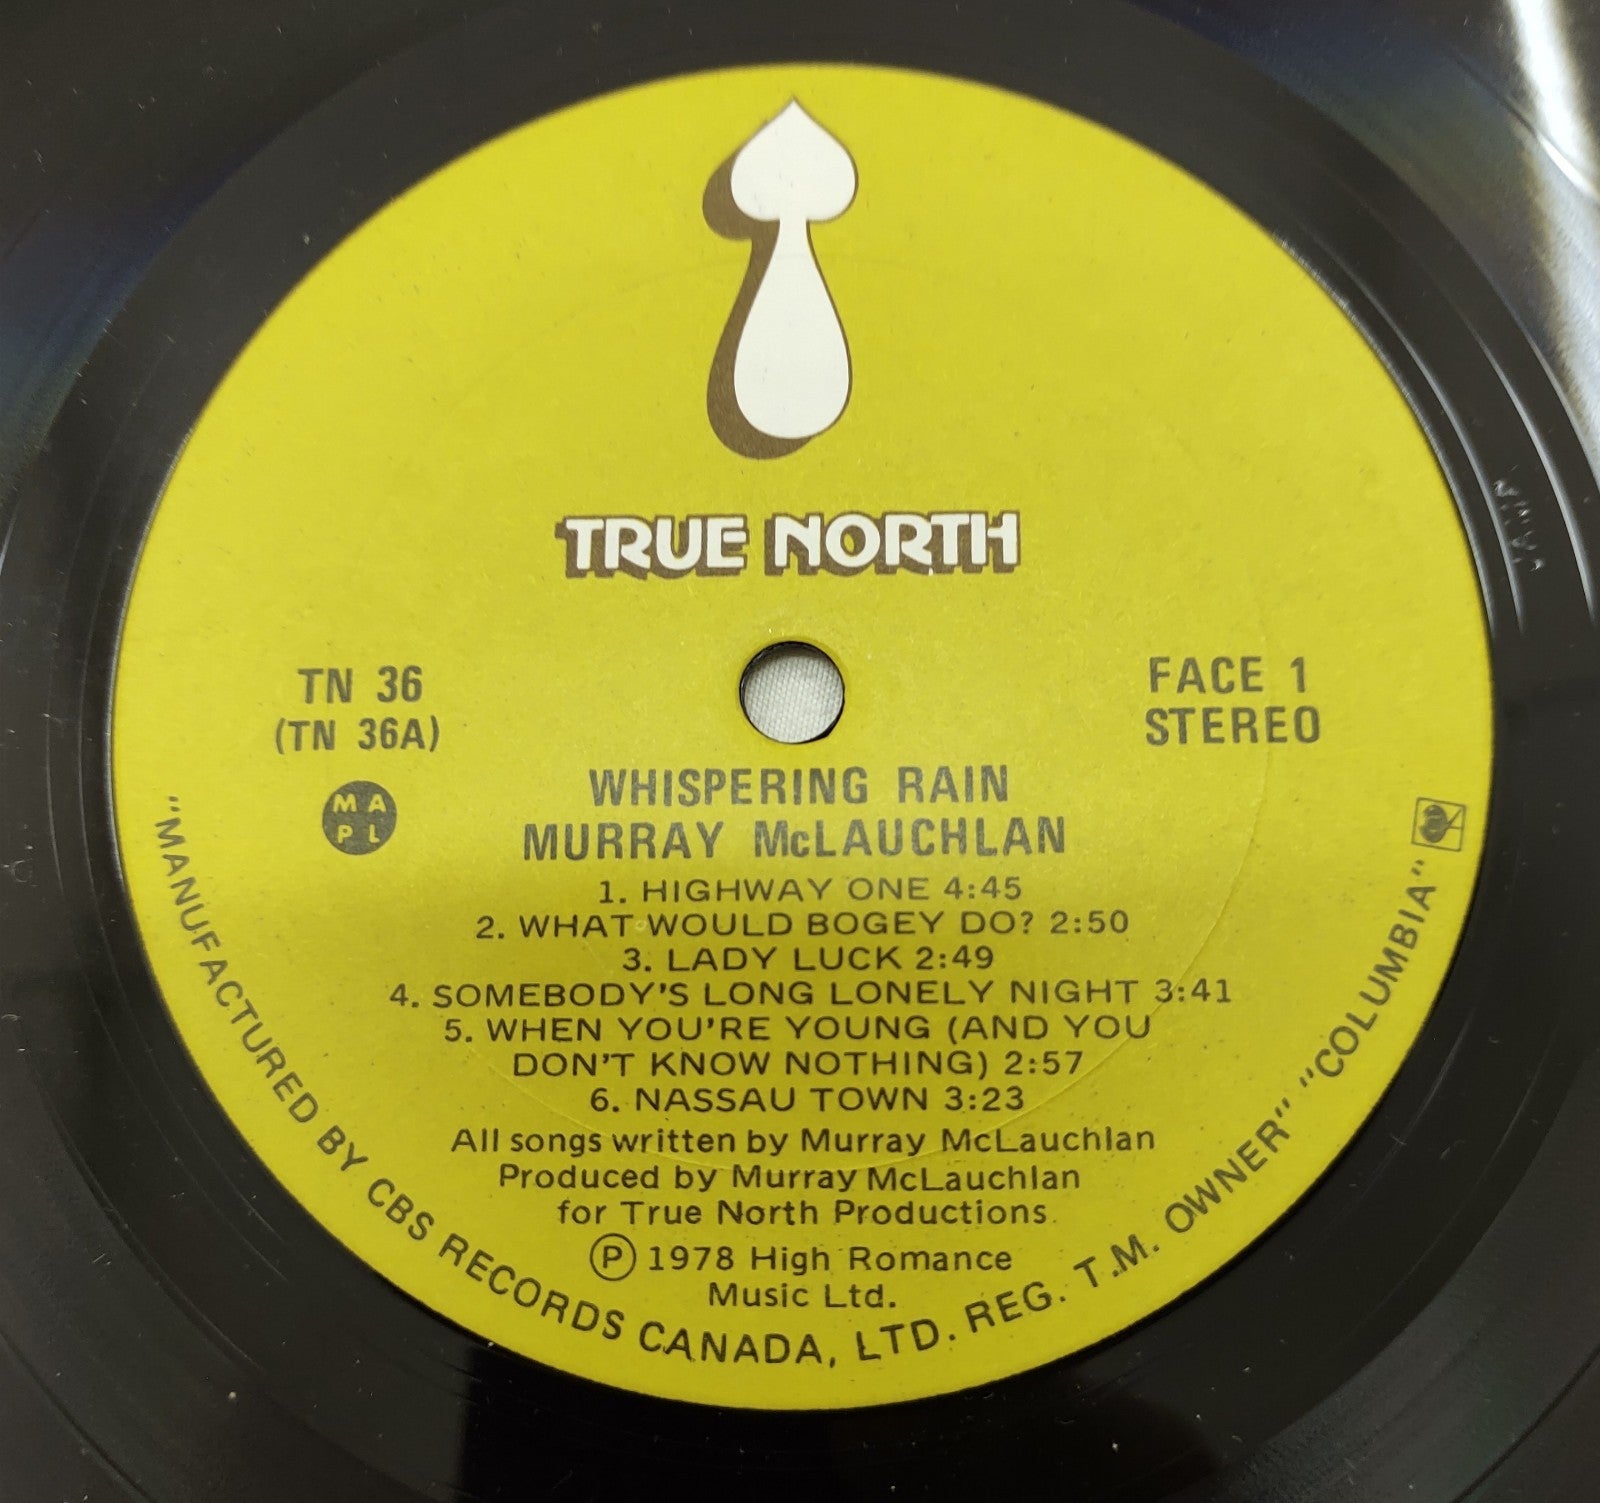 TRUE NORTH
TN 36
(TN 36A)
FACE 1
STEREO
M A
P L
WHISPERING RAIN
MURRAY McLAUCHLAN
1. HIGHWAY ONE 4:45
2. WHAT WOULD BOGEY DO? 2:50
3. LADY LUCK 2:49
4. SOMEBODY'S LONG LONELY NIGHT 3:41
5. WHEN YOU'RE YOUNG (AND YOU
DON'T KNOW NOTHING) 2:57
6. NASSAU TOWN 3:23
All songs written by Murray McLauchlan
Produced by Murray McLauchlan
for True North Productions
Ⓟ 1978 High Romance
Music Ltd.
"MANUFACTURED BY CBS RECORDS CANADA, LTD. REG. T.M. OWNER" "COLUMBIA"